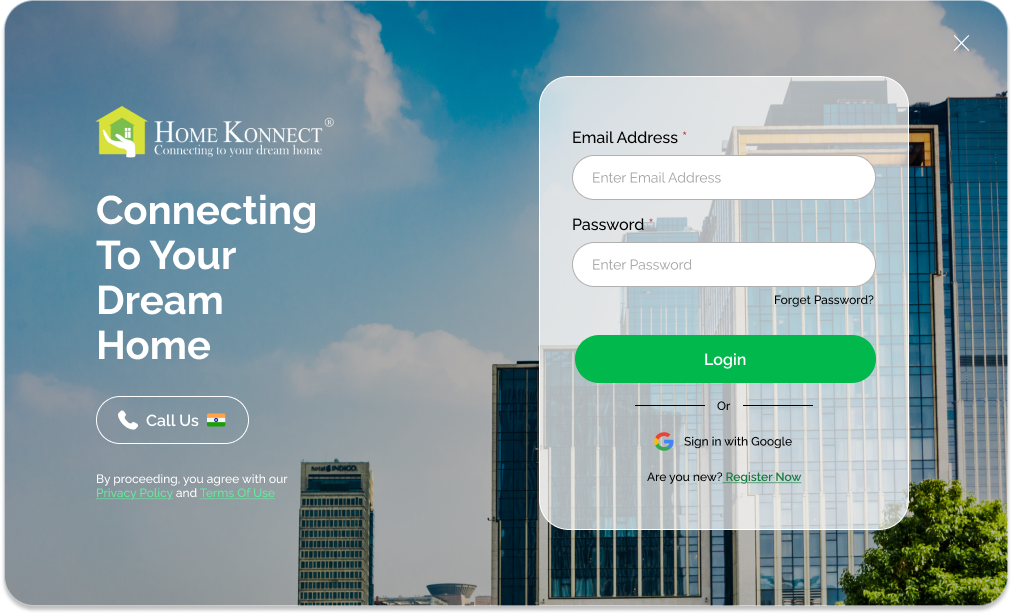 HOME KONNECT®
Connecting to your dream home
Connecting
To Your
Dream
Home
Call Us
By proceeding, you agree with our
Privacy Policy and Terms Of Use
Email Address *
Enter Email Address
Password *
Enter Password
Forget Password?
Login
Or
Sign in with Google
Are you new? Register Now
hotel INDIGO.